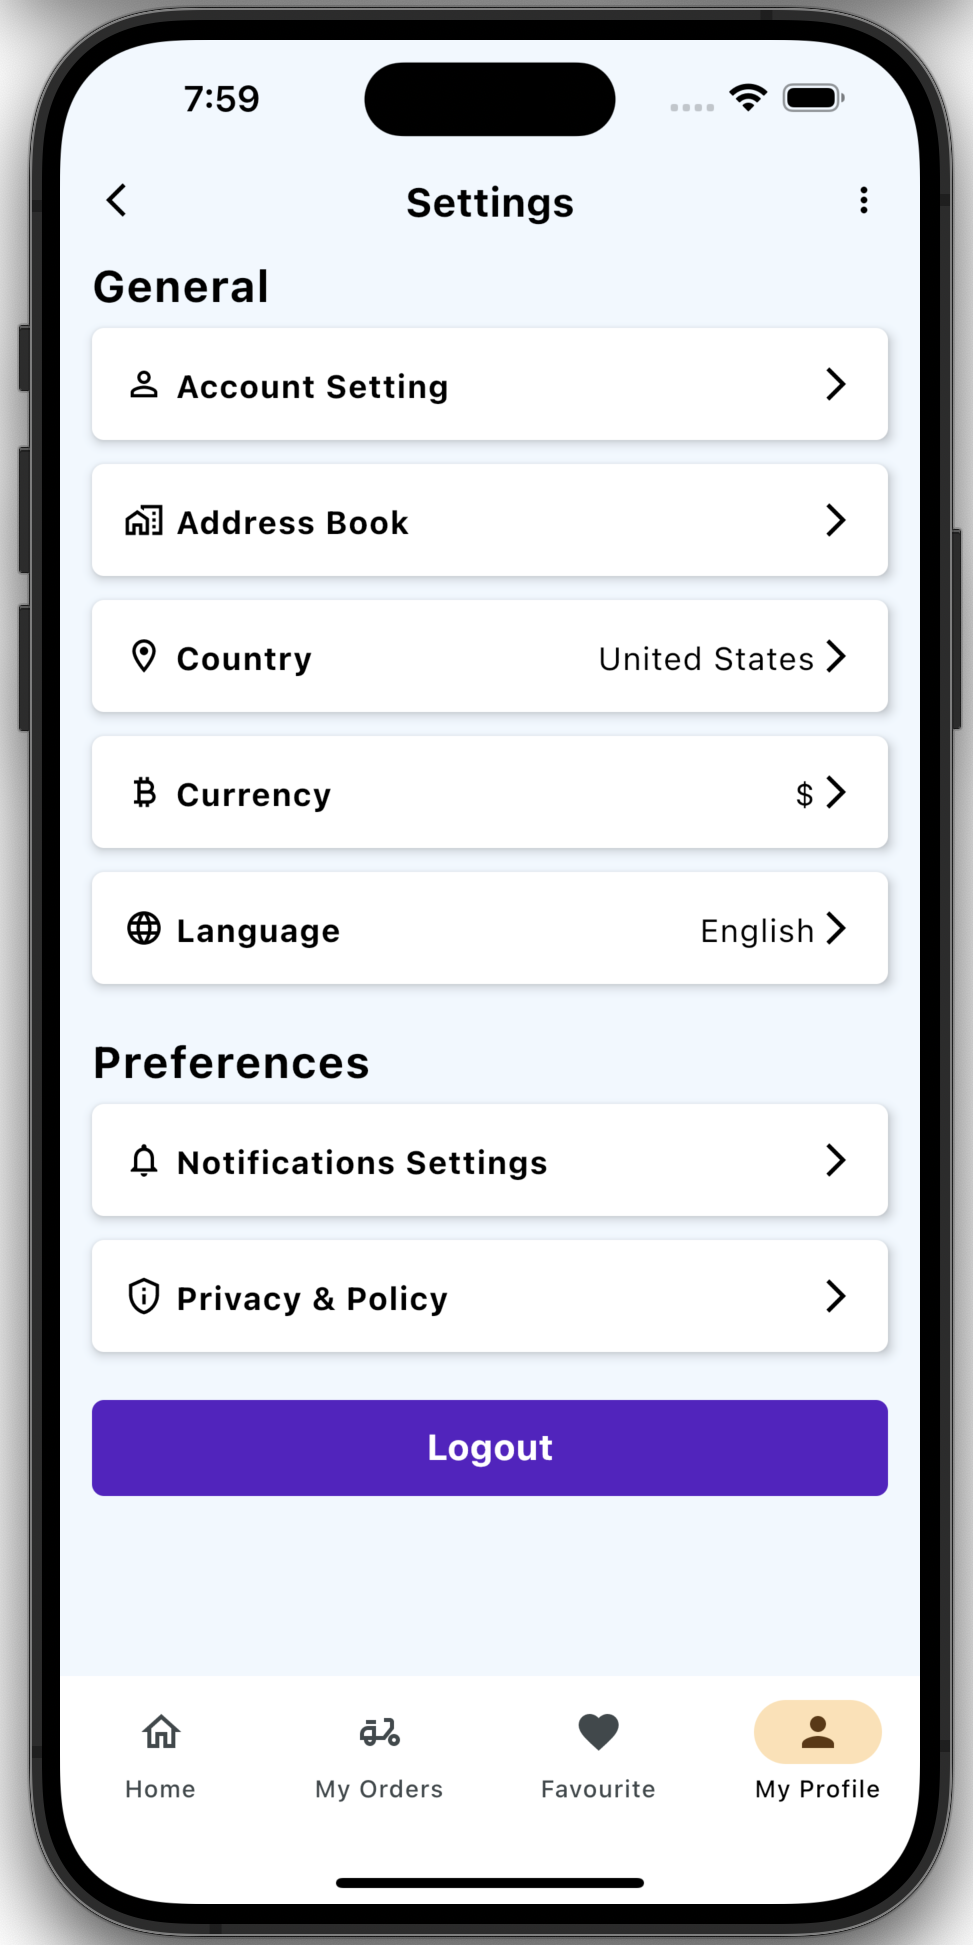 7:59
Settings
General
Account Setting
Address Book
Country United States
Currency $
Language English
Preferences
Notifications Settings
Privacy & Policy
Logout
Home My Orders Favourite My Profile